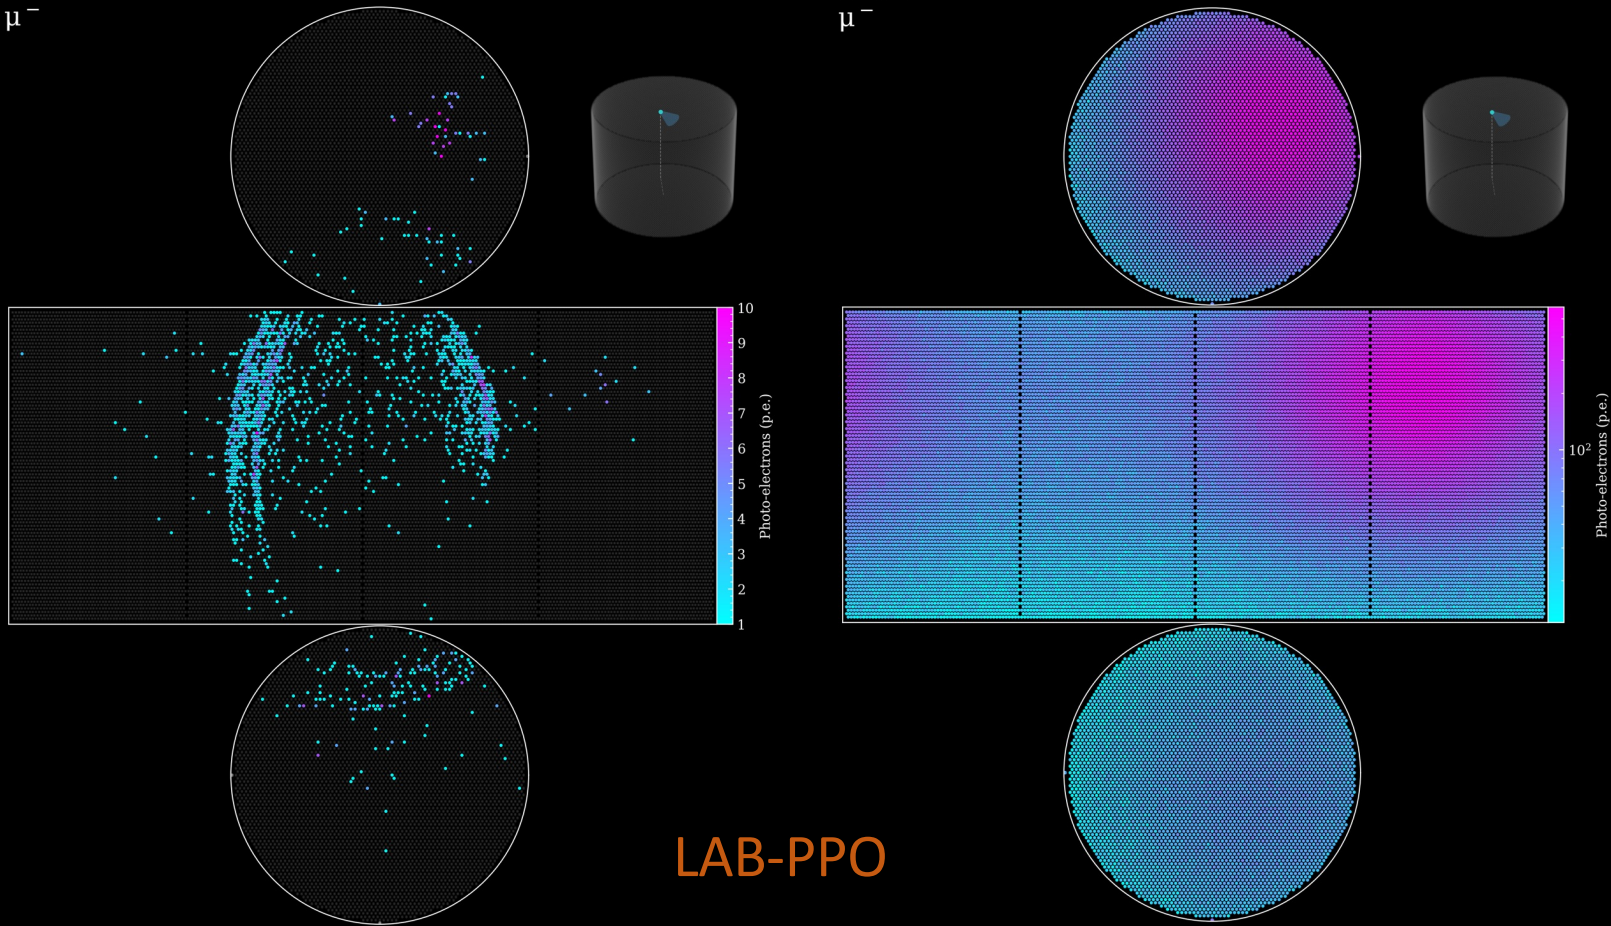 μ⁻
μ⁻
10
9
8
7
6
5
4
3
2
1
Photo-electrons (p.e.)
10²
Photo-electrons (p.e.)
LAB-PPO